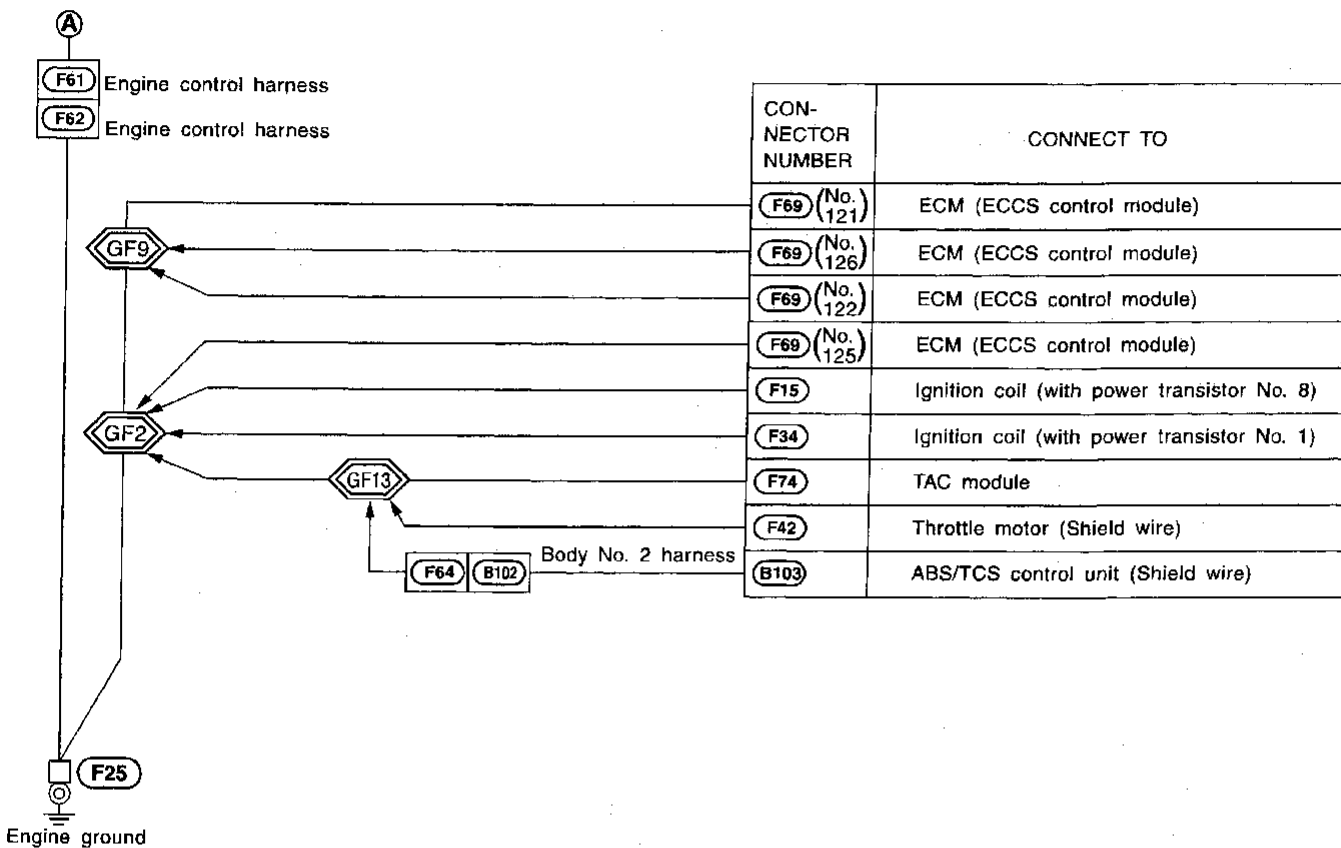 A
F61 Engine control harness
F62 Engine control harness
CON-
NECTOR
NUMBER
CONNECT TO
F69 (No. 121) ECM (ECCS control module)
GF9
F69 (No. 126) ECM (ECCS control module)
F69 (No. 122) ECM (ECCS control module)
F69 (No. 125) ECM (ECCS control module)
F15 Ignition coil (with power transistor No. 8)
GF2
F34 Ignition coil (with power transistor No. 1)
GF13
F74 TAC module
F42 Throttle motor (Shield wire)
F64 B102 Body No. 2 harness
B103 ABS/TCS control unit (Shield wire)
F25
Engine ground